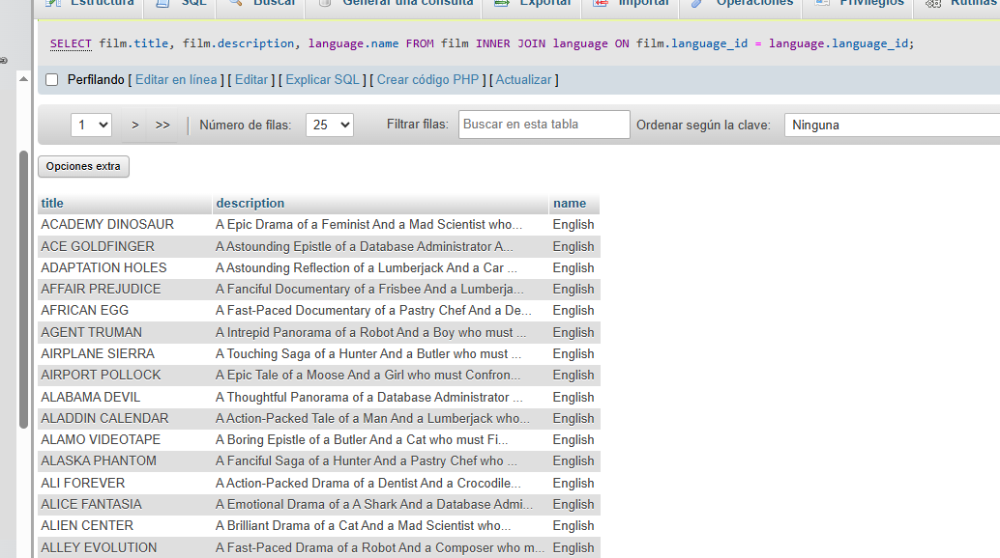 Estructura SQL Buscar Generar una consulta Exportar Importar Operaciones Privilegios Rutinas
SELECT film.title, film.description, language.name FROM film INNER JOIN language ON film.language_id = language.language_id;
Perfilando [ Editar en línea ] [ Editar ] [ Explicar SQL ] [ Crear código PHP ] [ Actualizar ]
1 > >> | Número de filas: 25 Filtrar filas: Buscar en esta tabla Ordenar según la clave: Ninguna
Opciones extra
title description name
ACADEMY DINOSAUR A Epic Drama of a Feminist And a Mad Scientist who... English
ACE GOLDFINGER A Astounding Epistle of a Database Administrator A... English
ADAPTATION HOLES A Astounding Reflection of a Lumberjack And a Car ... English
AFFAIR PREJUDICE A Fanciful Documentary of a Frisbee And a Lumberja... English
AFRICAN EGG A Fast-Paced Documentary of a Pastry Chef And a De... English
AGENT TRUMAN A Intrepid Panorama of a Robot And a Boy who must ... English
AIRPLANE SIERRA A Touching Saga of a Hunter And a Butler who must ... English
AIRPORT POLLOCK A Epic Tale of a Moose And a Girl who must Confron... English
ALABAMA DEVIL A Thoughtful Panorama of a Database Administrator ... English
ALADDIN CALENDAR A Action-Packed Tale of a Man And a Lumberjack who... English
ALAMO VIDEOTAPE A Boring Epistle of a Butler And a Cat who must Fi... English
ALASKA PHANTOM A Fanciful Saga of a Hunter And a Pastry Chef who ... English
ALI FOREVER A Action-Packed Drama of a Dentist And a Crocodile... English
ALICE FANTASIA A Emotional Drama of a A Shark And a Database Admi... English
ALIEN CENTER A Brilliant Drama of a Cat And a Mad Scientist who... English
ALLEY EVOLUTION A Fast-Paced Drama of a Robot And a Composer who m... English